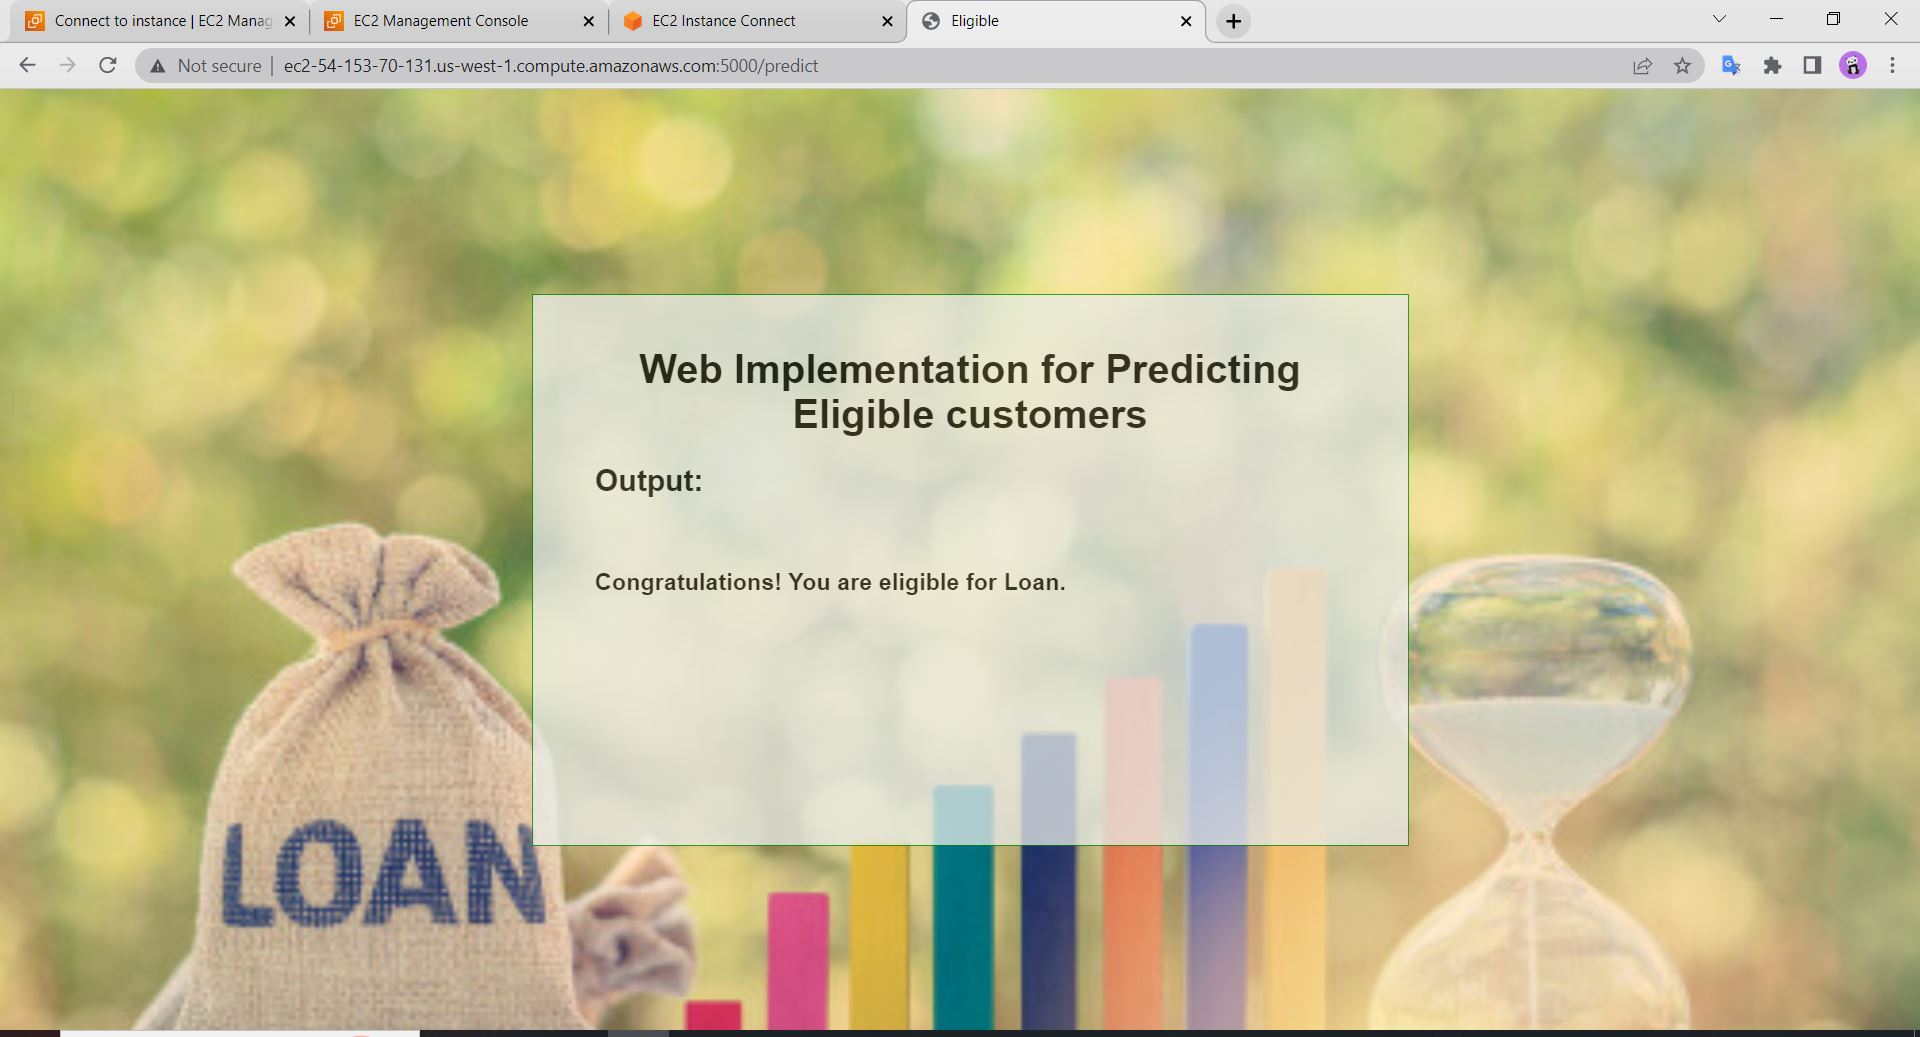 Connect to instance | EC2 Manag
EC2 Management Console
EC2 Instance Connect
Eligible
Not secure
ec2-54-153-70-131.us-west-1.compute.amazonaws.com:5000/predict
Web Implementation for Predicting
Eligible customers
Output:
Congratulations! You are eligible for Loan.
LOAN